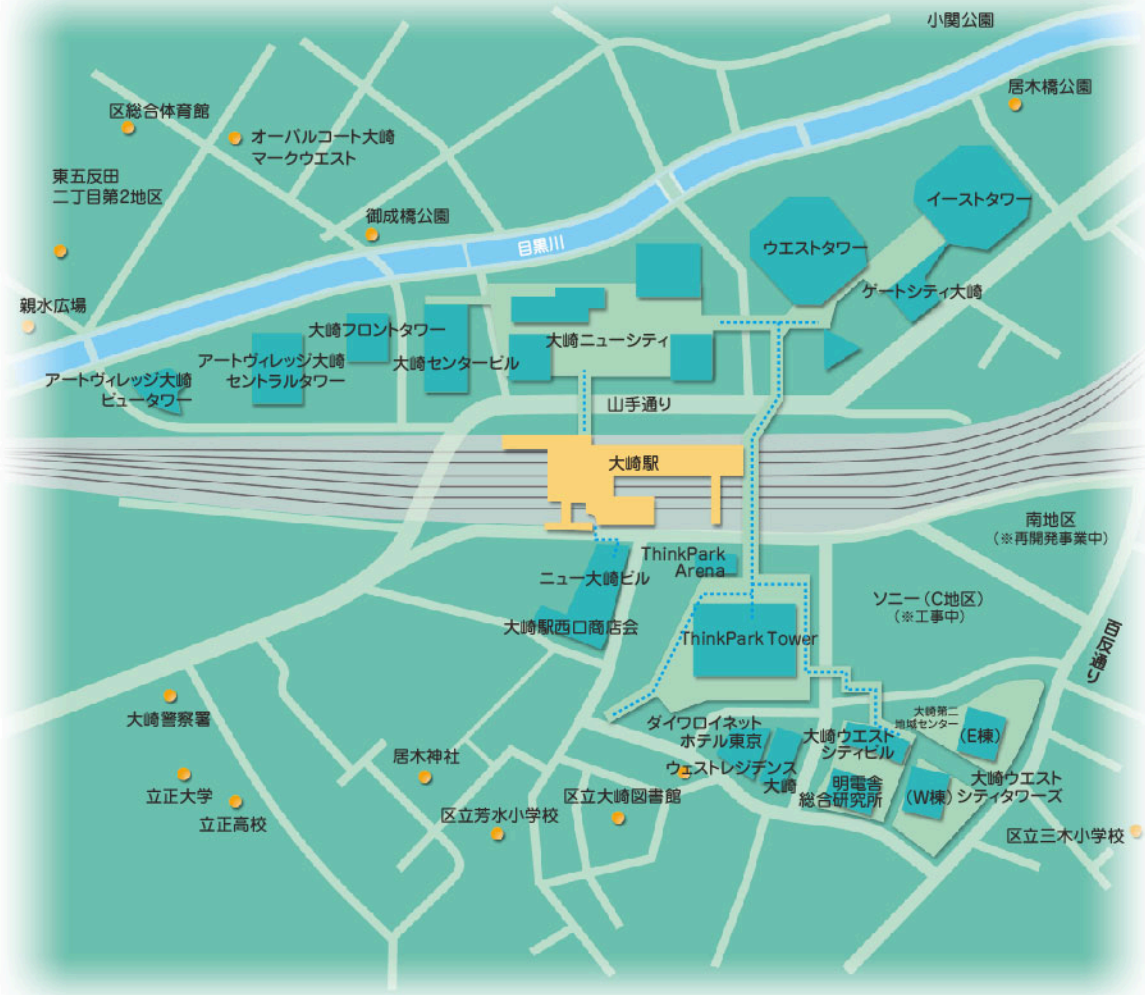 小関公園
居木橋公園
区総合体育館
オーバルコート大崎
マークウエスト
東五反田
二丁目第2地区
御成橋公園
イーストタワー
ウエストタワー
目黒川
ゲートシティ大崎
親水広場
大崎フロントタワー
大崎ニューシティ
アートヴィレッジ大崎
セントラルタワー
大崎センタービル
アートヴィレッジ大崎
ビュータワー
山手通り
大崎駅
南地区
(※再開発事業中)
ThinkPark
Arena
ニュー大崎ビル
ソニー(C地区)
(※工事中)
大崎駅西口商店会
ThinkPark Tower
百反通り
大崎警察署
大崎第二
地域センター
ダイワロイネット
ホテル東京
大崎ウエスト
シティビル
(E棟)
居木神社
ウェストレジデンス
大崎
明電舎
総合研究所
(W棟)
大崎ウエスト
シティタワーズ
立正大学
立正高校
区立芳水小学校
区立大崎図書館
区立三木小学校